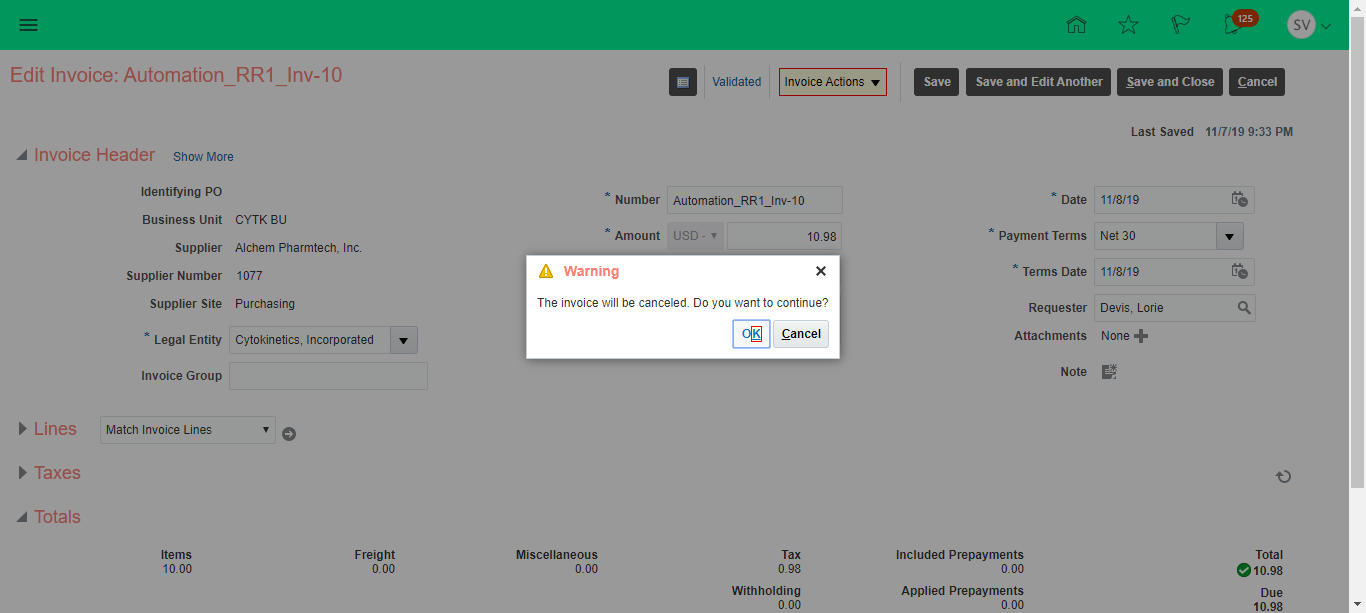 125
SV
Edit Invoice: Automation_RR1_Inv-10
Validated
Invoice Actions
Save
Save and Edit Another
Save and Close
Cancel
Last Saved 11/7/19 9:33 PM
Invoice Header Show More
Identifying PO
Business Unit CYTK BU
Supplier Alchem Pharmtech, Inc.
Supplier Number 1077
Supplier Site Purchasing
* Legal Entity Cytokinetics, Incorporated
Invoice Group
* Number Automation_RR1_Inv-10
* Amount USD - 10.98
* Date 11/8/19
* Payment Terms Net 30
* Terms Date 11/8/19
Requester Devis, Lorie
Attachments None
Note
Warning
The invoice will be canceled. Do you want to continue?
OK Cancel
Lines Match Invoice Lines
Taxes
Totals
Items
10.00
Freight
0.00
Miscellaneous
0.00
Tax
0.98
Withholding
0.00
Included Prepayments
0.00
Applied Prepayments
0.00
Total
10.98
Due
10.98